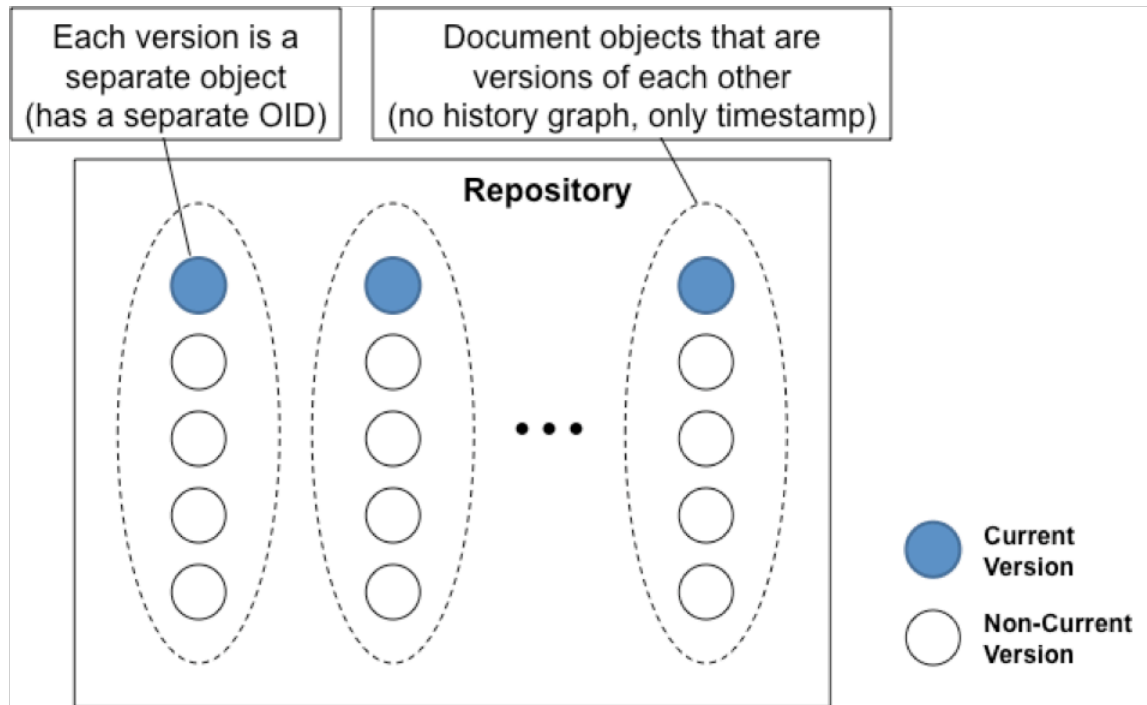 Each version is a
separate object
(has a separate OID)
Document objects that are
versions of each other
(no history graph, only timestamp)
Repository
Current
Version
Non-Current
Version